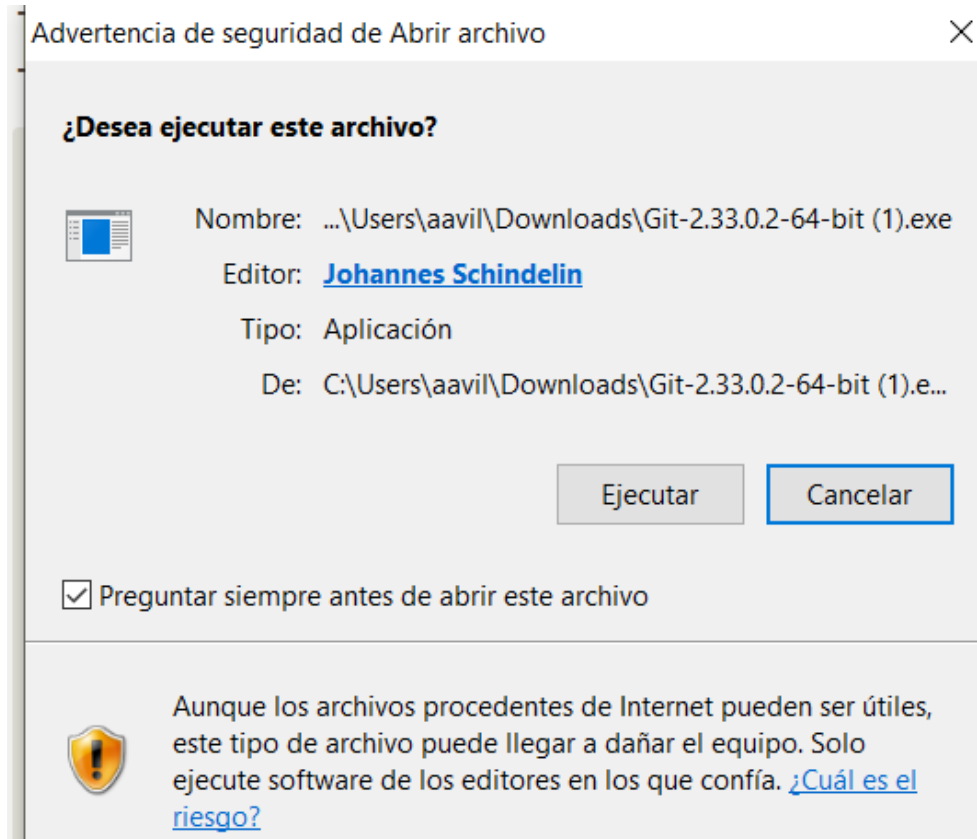 Advertencia de seguridad de Abrir archivo
¿Desea ejecutar este archivo?
Nombre: ...\Users\aavil\Downloads\Git-2.33.0.2-64-bit (1).exe
Editor: Johannes Schindelin
Tipo: Aplicación
De: C:\Users\aavil\Downloads\Git-2.33.0.2-64-bit (1).e...
Ejecutar Cancelar
Preguntar siempre antes de abrir este archivo
Aunque los archivos procedentes de Internet pueden ser útiles,
este tipo de archivo puede llegar a dañar el equipo. Solo
ejecute software de los editores en los que confía. ¿Cuál es el
riesgo?